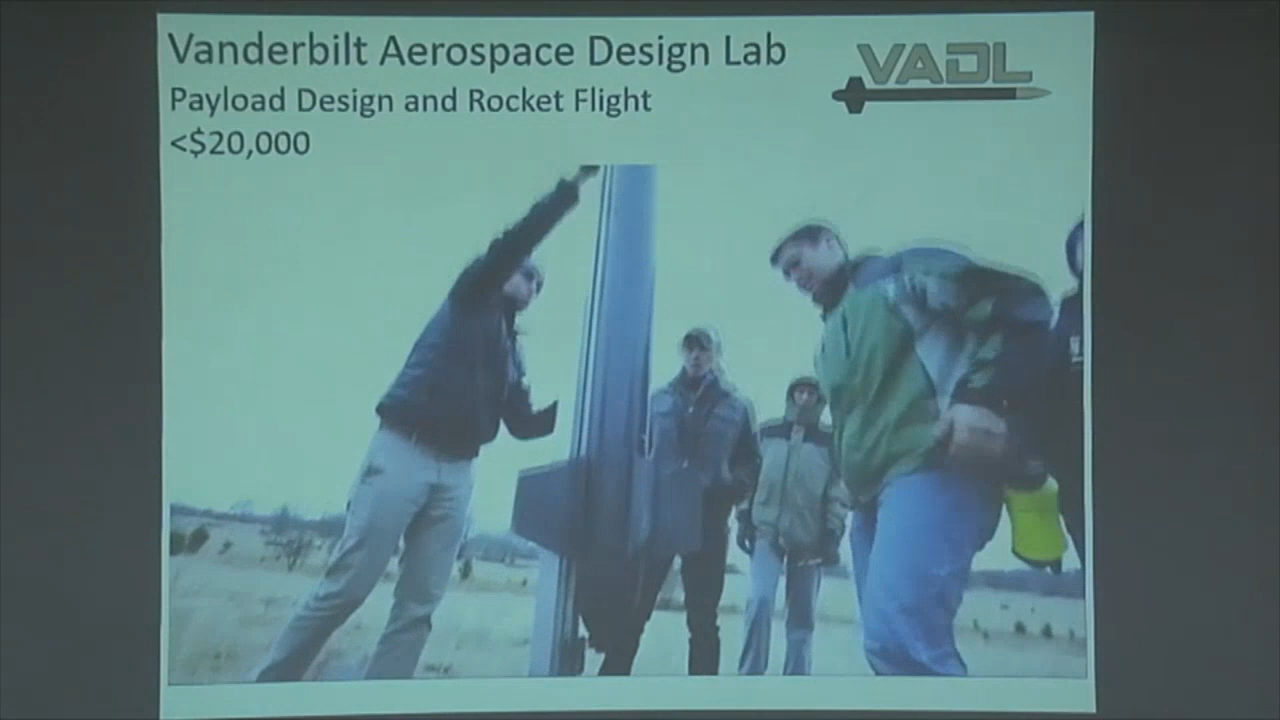 Vanderbilt Aerospace Design Lab
VADL
Payload Design and Rocket Flight
<$20,000